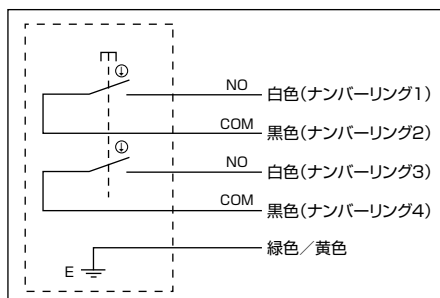 NO 白色(ナンバーリング1)
COM 黒色(ナンバーリング2)
NO 白色(ナンバーリング3)
COM 黒色(ナンバーリング4)
緑色／黄色
E